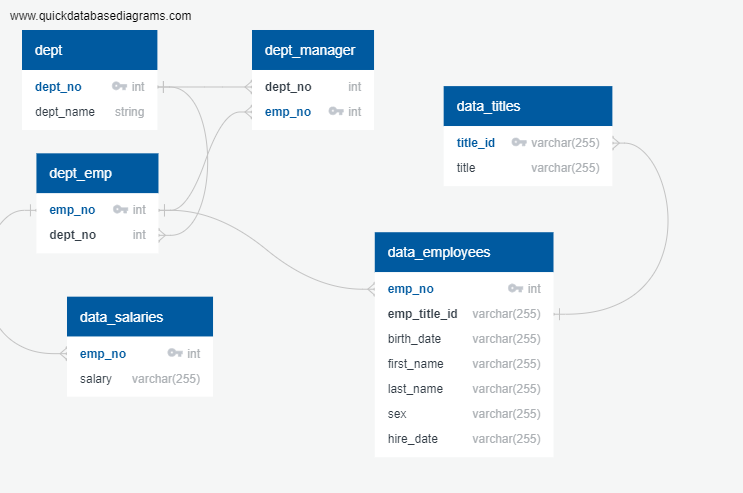 www.quickdatabasediagrams.com
dept
dept_no int
dept_name string
dept_manager
dept_no int
emp_no int
data_titles
title_id varchar(255)
title varchar(255)
dept_emp
emp_no int
dept_no int
data_employees
emp_no int
emp_title_id varchar(255)
birth_date varchar(255)
first_name varchar(255)
last_name varchar(255)
sex varchar(255)
hire_date varchar(255)
data_salaries
emp_no int
salary varchar(255)